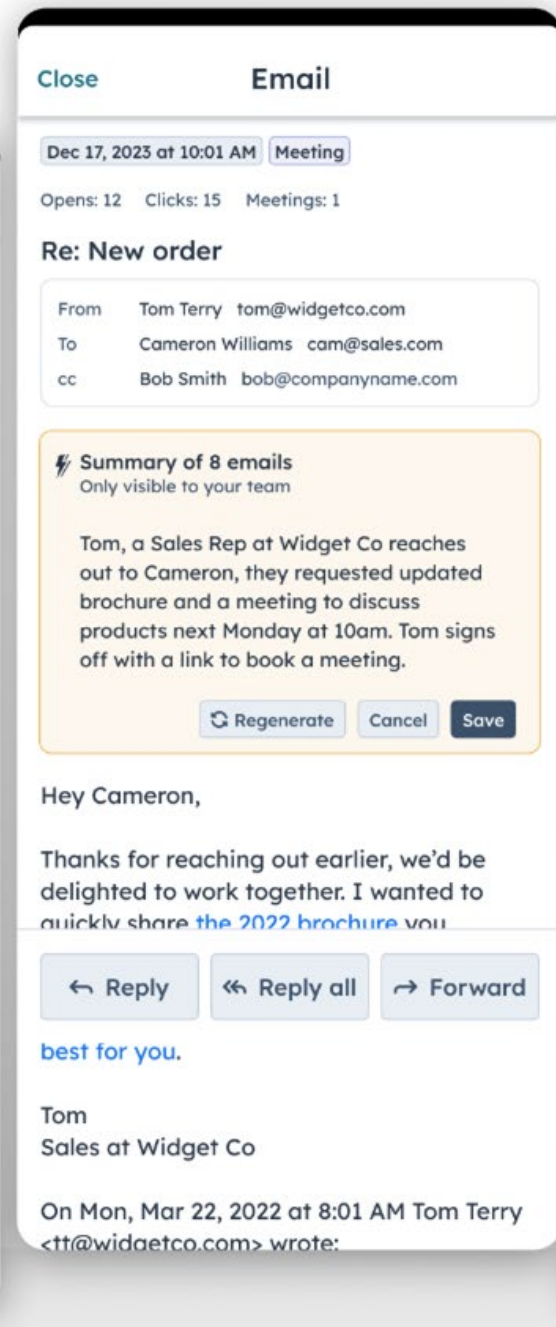 Close Email
Dec 17, 2023 at 10:01 AM Meeting
Opens: 12 Clicks: 15 Meetings: 1
Re: New order
From Tom Terry tom@widgetco.com
To Cameron Williams cam@sales.com
cc Bob Smith bob@companyname.com
Summary of 8 emails
Only visible to your team
Tom, a Sales Rep at Widget Co reaches
out to Cameron, they requested updated
brochure and a meeting to discuss
products next Monday at 10am. Tom signs
off with a link to book a meeting.
Regenerate Cancel Save
Hey Cameron,
Thanks for reaching out earlier, we’d be
delighted to work together. I wanted to
quickly share the 2022 brochure you
Reply Reply all Forward
best for you.
Tom
Sales at Widget Co
On Mon, Mar 22, 2022 at 8:01 AM Tom Terry
<tt@widgetco.com> wrote: